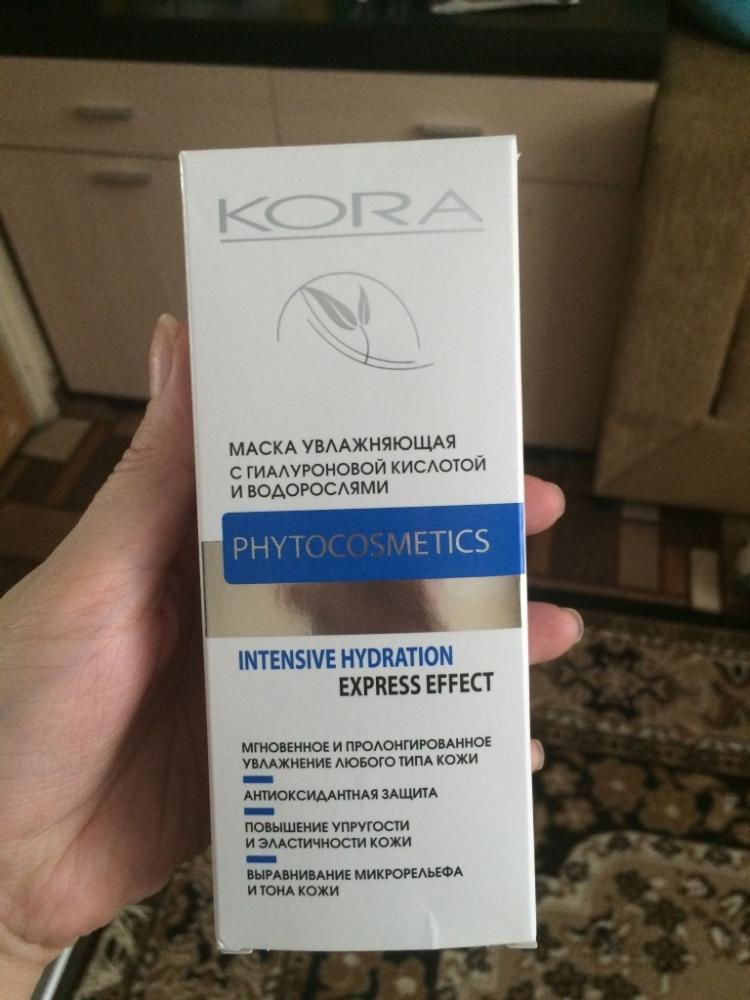 KORA
МАСКА УВЛАЖНЯЮЩАЯ
С ГИАЛУРОНОВОЙ КИСЛОТОЙ
И ВОДОРОСЛЯМИ
PHYTOCOSMETICS
INTENSIVE HYDRATION
EXPRESS EFFECT
МГНОВЕННОЕ И ПРОЛОНГИРОВАННОЕ
УВЛАЖНЕНИЕ ЛЮБОГО ТИПА КОЖИ
АНТИОКСИДАНТНАЯ ЗАЩИТА
ПОВЫШЕНИЕ УПРУГОСТИ
И ЭЛАСТИЧНОСТИ КОЖИ
ВЫРАВНИВАНИЕ МИКРОРЕЛЬЕФА
И ТОНА КОЖИ